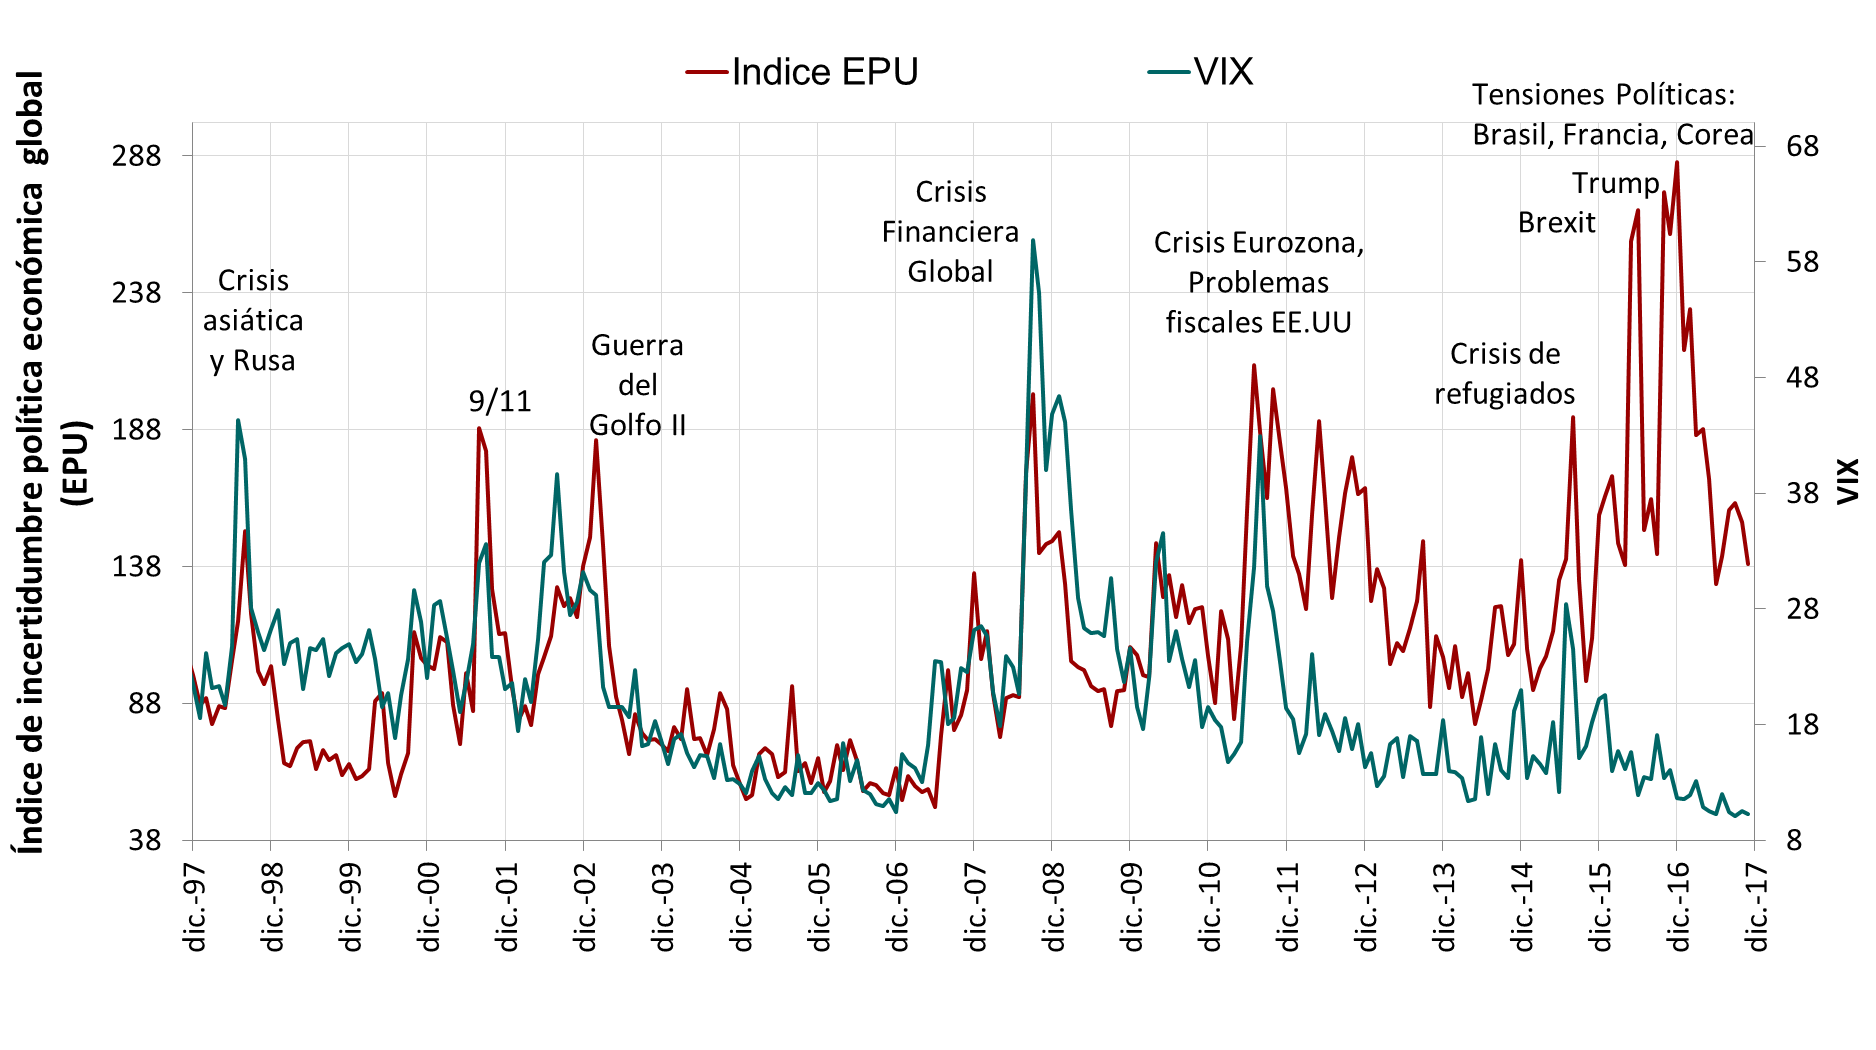 Indice EPU
VIX
Tensiones Políticas:
Brasil, Francia, Corea
Trump
Brexit
Crisis
Financiera
Global
Crisis Eurozona,
Problemas
fiscales EE.UU
Crisis
asiática
y Rusa
Guerra
del
Golfo II
9/11
Crisis de
refugiados
Índice de incertidumbre política económica global
(EPU)
288
238
188
138
88
38
VIX
68
58
48
38
28
18
8
dic.-97
dic.-98
dic.-99
dic.-00
dic.-01
dic.-02
dic.-03
dic.-04
dic.-05
dic.-06
dic.-07
dic.-08
dic.-09
dic.-10
dic.-11
dic.-12
dic.-13
dic.-14
dic.-15
dic.-16
dic.-17